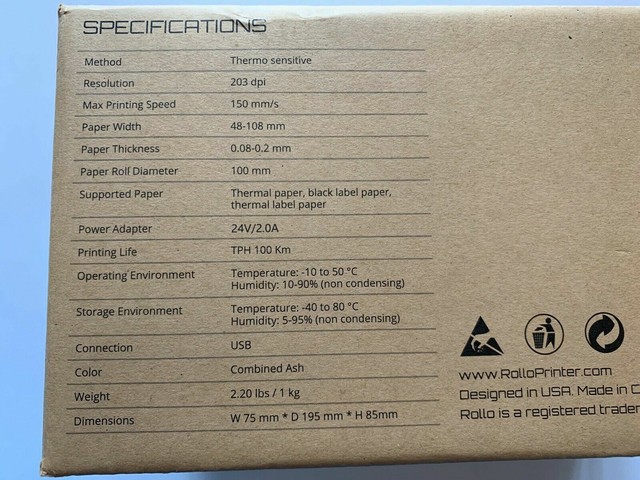 SPECIFICATIONS
Method Thermo sensitive
Resolution 203 dpi
Max Printing Speed 150 mm/s
Paper Width 48-108 mm
Paper Thickness 0.08-0.2 mm
Paper Roll Diameter 100 mm
Supported Paper Thermal paper, black label paper,
thermal label paper
Power Adapter 24V/2.0A
Printing Life TPH 100 Km
Operating Environment Temperature: -10 to 50 °C
Humidity: 10-90% (non condensing)
Storage Environment Temperature: -40 to 80 °C
Humidity: 5-95% (non condensing)
Connection USB
Color Combined Ash
Weight 2.20 lbs / 1 kg
Dimensions W 75 mm * D 195 mm * H 85mm
www.RolloPrinter.com
Designed in USA. Made in
Rollo is a registered